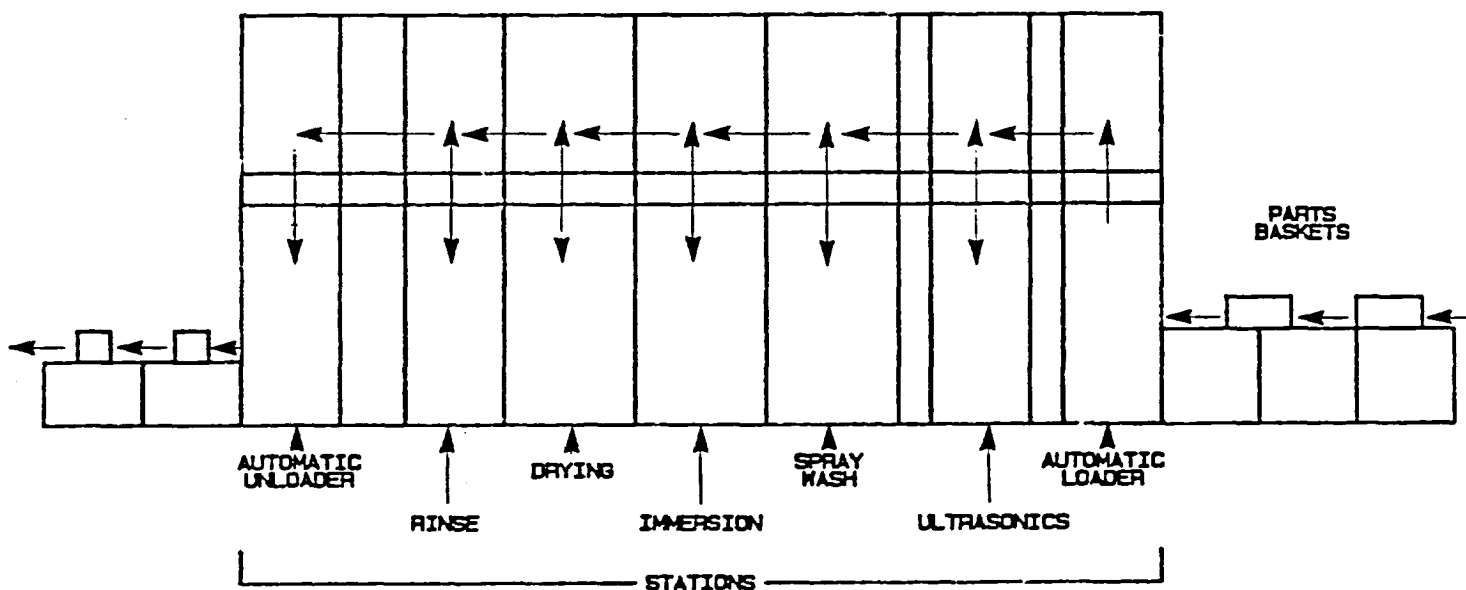 PARTS
BASKETS
AUTOMATIC
UNLOADER
RINSE
DRYING
IMMERSION
SPRAY
WASH
ULTRASONICS
AUTOMATIC
LOADER
STATIONS